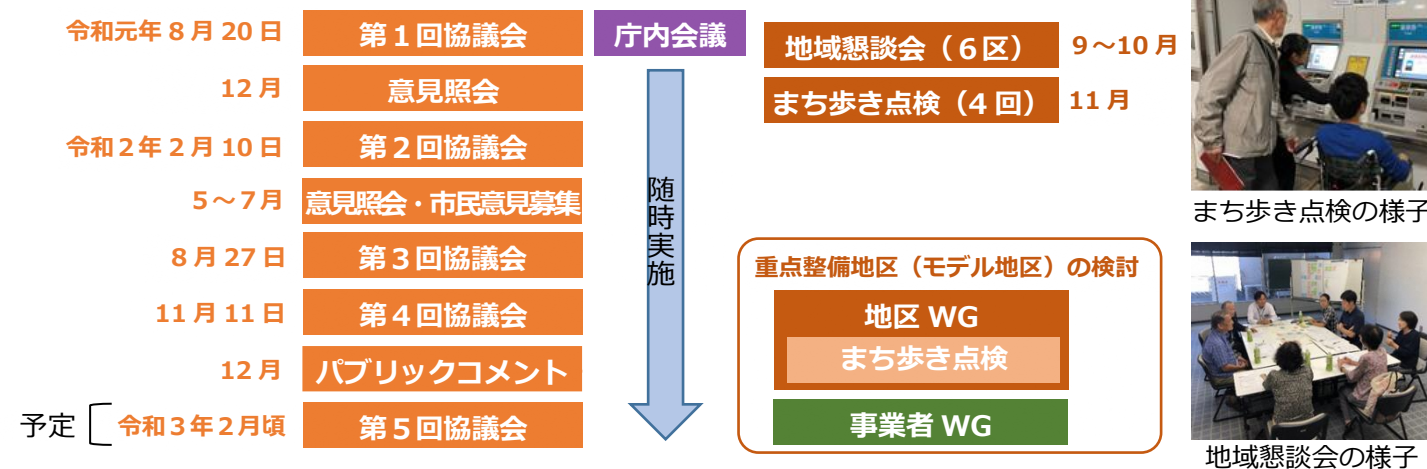 令和元年８月20日
第１回協議会
12月
意見照会
令和２年２月10日
第２回協議会
５～７月
意見照会・市民意見募集
８月27日
第３回協議会
11月11日
第４回協議会
12月
パブリックコメント
予定
令和３年２月頃
第５回協議会
庁内会議
随時実施
地域懇談会（６区）
９～10月
まち歩き点検（４回）
11月
重点整備地区（モデル地区）の検討
地区WG
まち歩き点検
事業者WG
まち歩き点検の様子
地域懇談会の様子